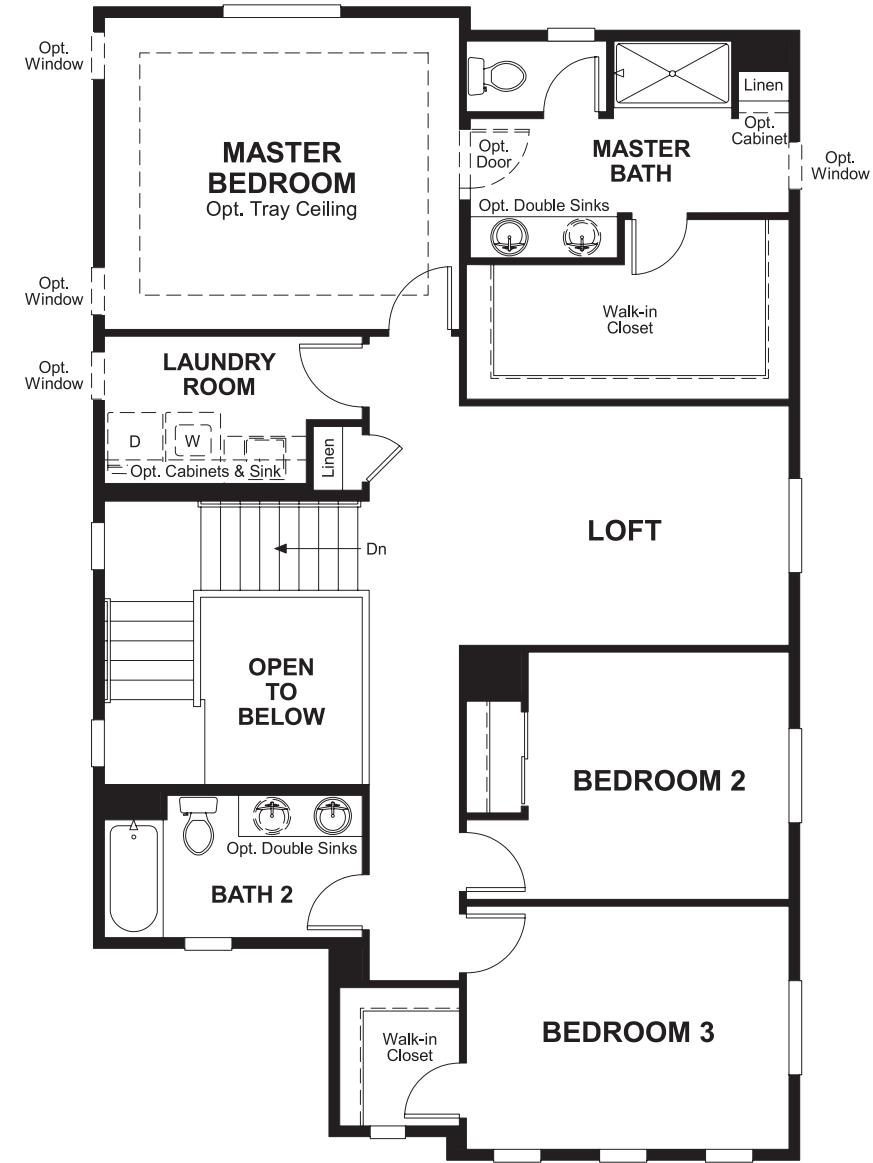 Opt.
Window
MASTER
BEDROOM
Opt. Tray Ceiling
Linen
Opt.
Cabinet
Opt.
Door
MASTER
BATH
Opt.
Window
Opt. Double Sinks
Opt.
Window
Walk-in
Closet
Opt.
Window
LAUNDRY
ROOM
D
W
Opt. Cabinets & Sink
Linen
LOFT
Dn
OPEN
TO
BELOW
BEDROOM 2
Opt. Double Sinks
BATH 2
BEDROOM 3
Walk-in
Closet